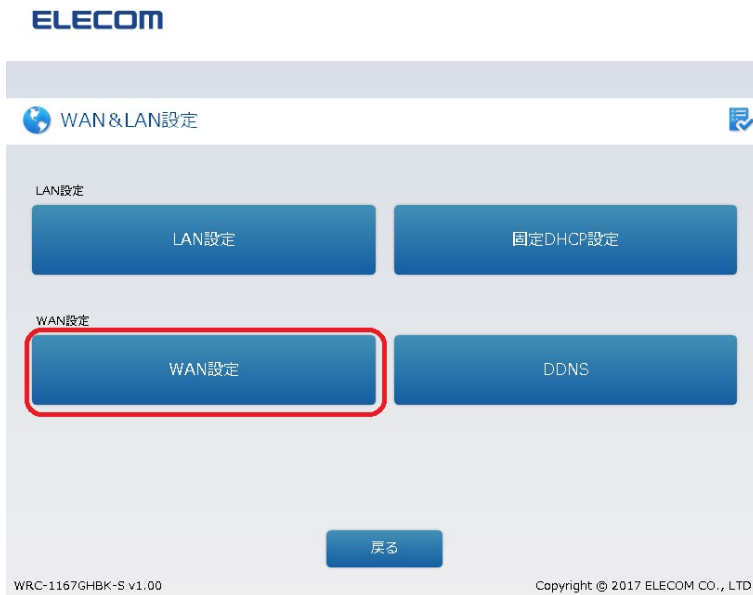 ELECOM
WAN&LAN設定
LAN設定
LAN設定
固定DHCP設定
WAN設定
WAN設定
DDNS
戻る
WRC-1167GHBK-S v1.00
Copyright © 2017 ELECOM CO., LTD